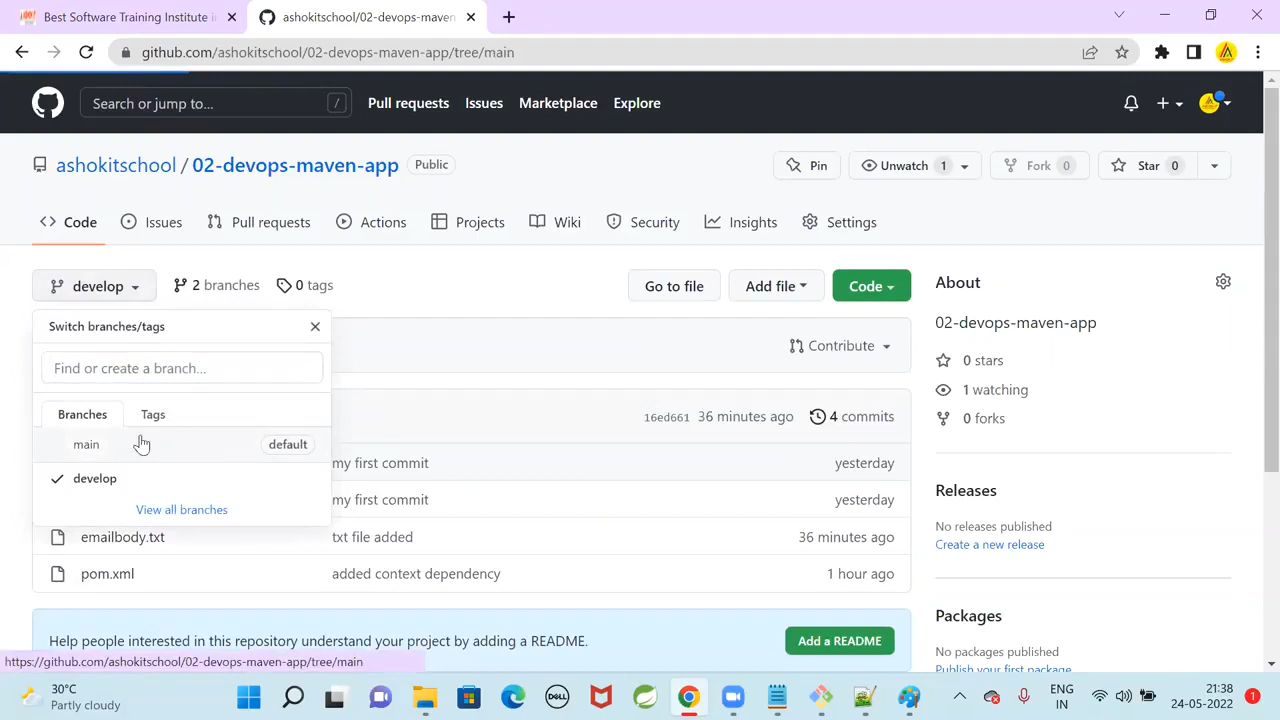 Best Software Training Institute in
ashokitschool/02-devops-maven
github.com/ashokitschool/02-devops-maven-app/tree/main
Search or jump to...
/
Pull requests
Issues
Marketplace
Explore
ashokitschool / 02-devops-maven-app
Public
Pin
Unwatch 1
Fork 0
Star 0
Code
Issues
Pull requests
Actions
Projects
Wiki
Security
Insights
Settings
develop
2 branches
0 tags
Go to file
Add file
Code
About
02-devops-maven-app
0 stars
1 watching
0 forks
Switch branches/tags
Find or create a branch...
Branches
Tags
main
default
develop
View all branches
Contribute
16ed661 36 minutes ago
4 commits
my first commit
yesterday
my first commit
yesterday
emailbody.txt
txt file added
36 minutes ago
pom.xml
added context dependency
1 hour ago
Help people interested in this repository understand your project by adding a README.
Add a README
Releases
No releases published
Create a new release
Packages
No packages published
Publish your first package
https://github.com/ashokitschool/02-devops-maven-app/tree/main
30°C
Partly cloudy
DELL
ENG
IN
21:38
24-05-2022
1